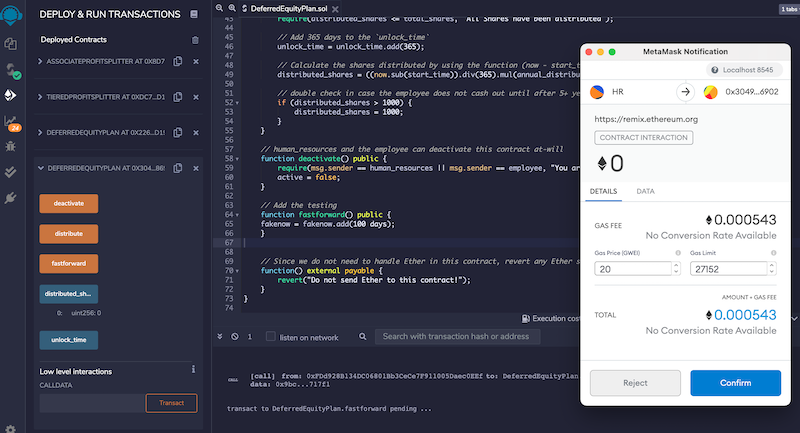 DEPLOY & RUN TRANSACTIONS
Deployed Contracts
ASSOCIATEPROFITSPLITTER AT 0X8D7
TIEREDPROFITSPLITTER AT 0XDC7...D1
DEFERREDEQUITYPLAN AT 0X226...D15
DEFERREDEQUITYPLAN AT 0X304...869
deactivate
distribute
fastforward
distributed_sh...
0: uint256: 0
unlock_time
Low level interactions
CALLDATA
Transact
24
DeferredEquityPlan.sol
1 tabs
43 require(distributed_shares <= total_shares, "All Shares have been distributed");
44
45 // Add 365 days to the `unlock_time`
46 unlock_time = unlock_time.add(365);
47
48 // Calculate the shares distributed by using the function (now - start_t
49 distributed_shares = ((now.sub(start_time)).div(365).mul(annual_distri
50
51 // double check in case the employee does not cash out until after 5+ ye
52 if (distributed_shares > 1000) {
53 distributed_shares = 1000;
54 }
55 }
56
57 // human_resources and the employee can deactivate this contract at-will
58 function deactivate() public {
59 require(msg.sender == human_resources || msg.sender == employee, "You ar
60 active = false;
61 }
62
63 // Add the testing
64 function fastforward() public {
65 fakenow = fakenow.add(100 days);
66 }
67
68
69 // Since we do not need to handle Ether in this contract, revert any Ether s
70 function() external payable {
71 revert("Do not send Ether to this contract!");
72 }
73 }
74
Execution cost
1
listen on network
Search with transaction hash or address
CALL [call] from: 0xFDd928B134DC06801Bb3CeCe7F911005Daec0EEf to: DeferredEquityPlan
data: 0x9bc...717f1
transact to DeferredEquityPlan.fastforward pending ...
MetaMask Notification
Localhost 8545
HR
0x3049...6902
https://remix.ethereum.org
CONTRACT INTERACTION
0
DETAILS
DATA
GAS FEE
0.000543
No Conversion Rate Available
Gas Price (GWEI)
Gas Limit
20
27152
AMOUNT + GAS FEE
TOTAL
0.000543
No Conversion Rate Available
Reject
Confirm